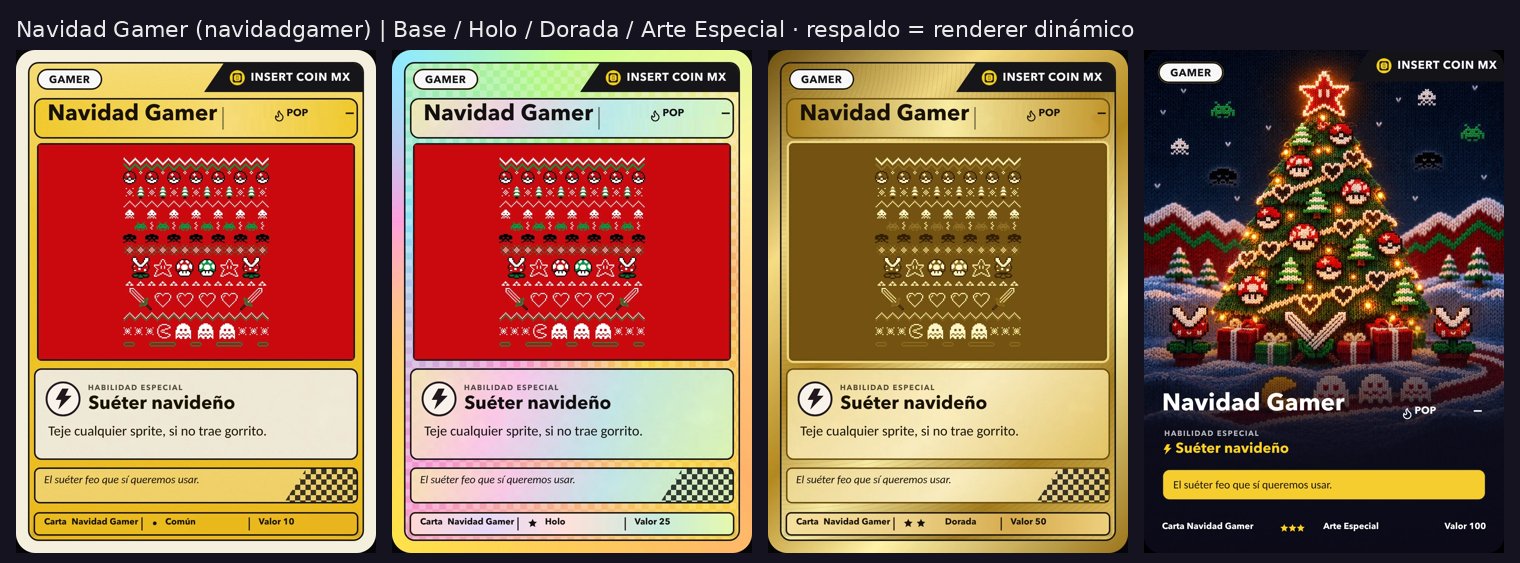 Navidad Gamer (navidadgamer) | Base / Holo / Dorada / Arte Especial · respaldo = renderer dinámico
GAMER
INSERT COIN MX
Navidad Gamer
POP
–
HABILIDAD ESPECIAL
Suéter navideño
Teje cualquier sprite, si no trae gorrito.
El suéter feo que sí queremos usar.
Carta Navidad Gamer
Común
Valor 10
GAMER
INSERT COIN MX
Navidad Gamer
POP
–
HABILIDAD ESPECIAL
Suéter navideño
Teje cualquier sprite, si no trae gorrito.
El suéter feo que sí queremos usar.
Carta Navidad Gamer
Holo
Valor 25
GAMER
INSERT COIN MX
Navidad Gamer
POP
–
HABILIDAD ESPECIAL
Suéter navideño
Teje cualquier sprite, si no trae gorrito.
El suéter feo que sí queremos usar.
Carta Navidad Gamer
Dorada
Valor 50
GAMER
INSERT COIN MX
Navidad Gamer
POP
–
HABILIDAD ESPECIAL
Suéter navideño
El suéter feo que sí queremos usar.
Carta Navidad Gamer
Arte Especial
Valor 100